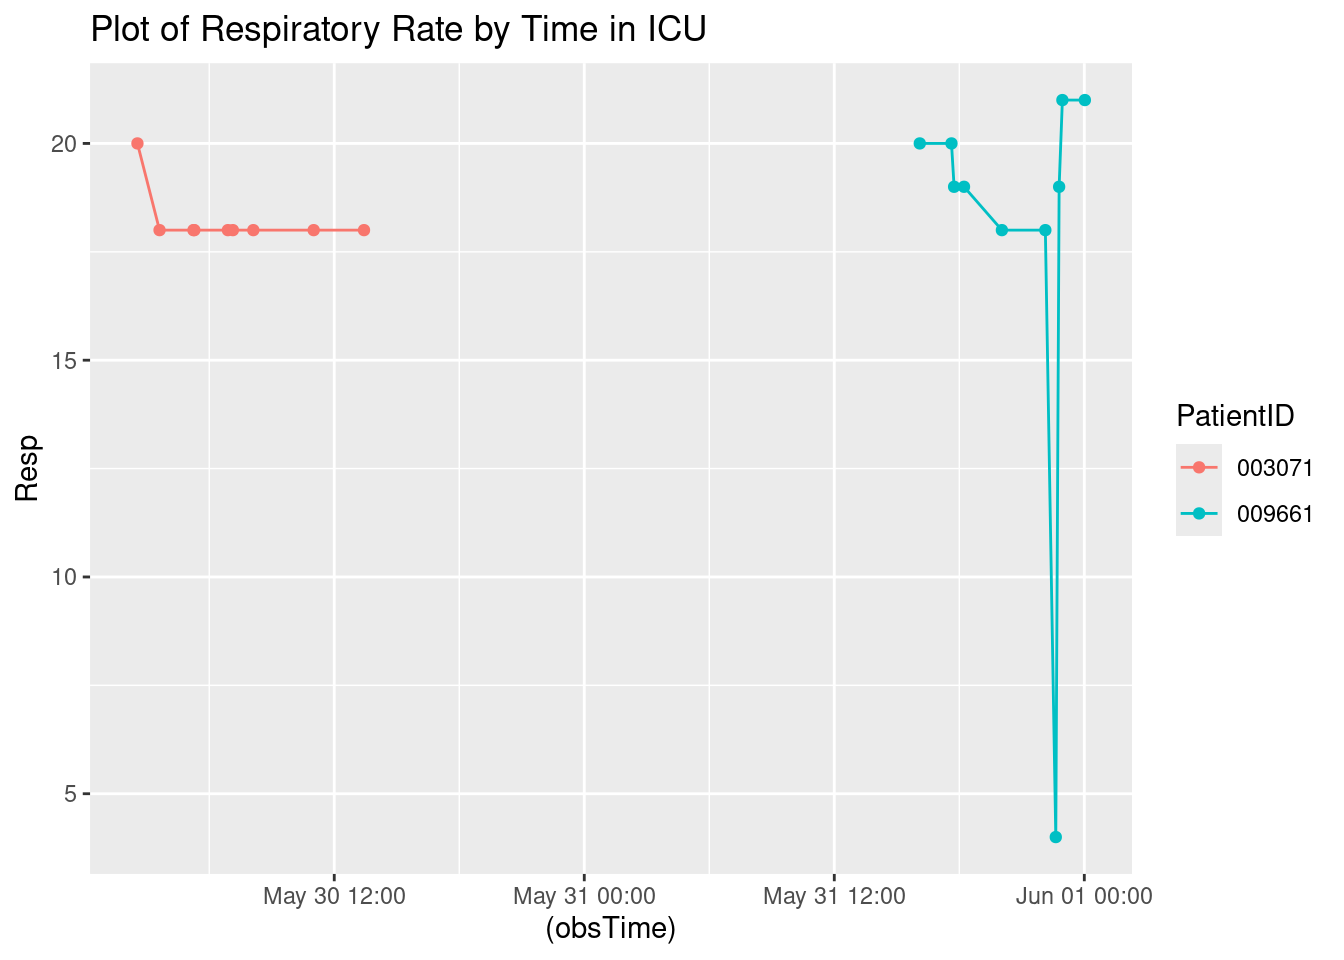 Plot of Respiratory Rate by Time in ICU
20
15
10
5
Resp
May 30 12:00
May 31 00:00
May 31 12:00
Jun 01 00:00
(obsTime)
PatientID
003071
009661